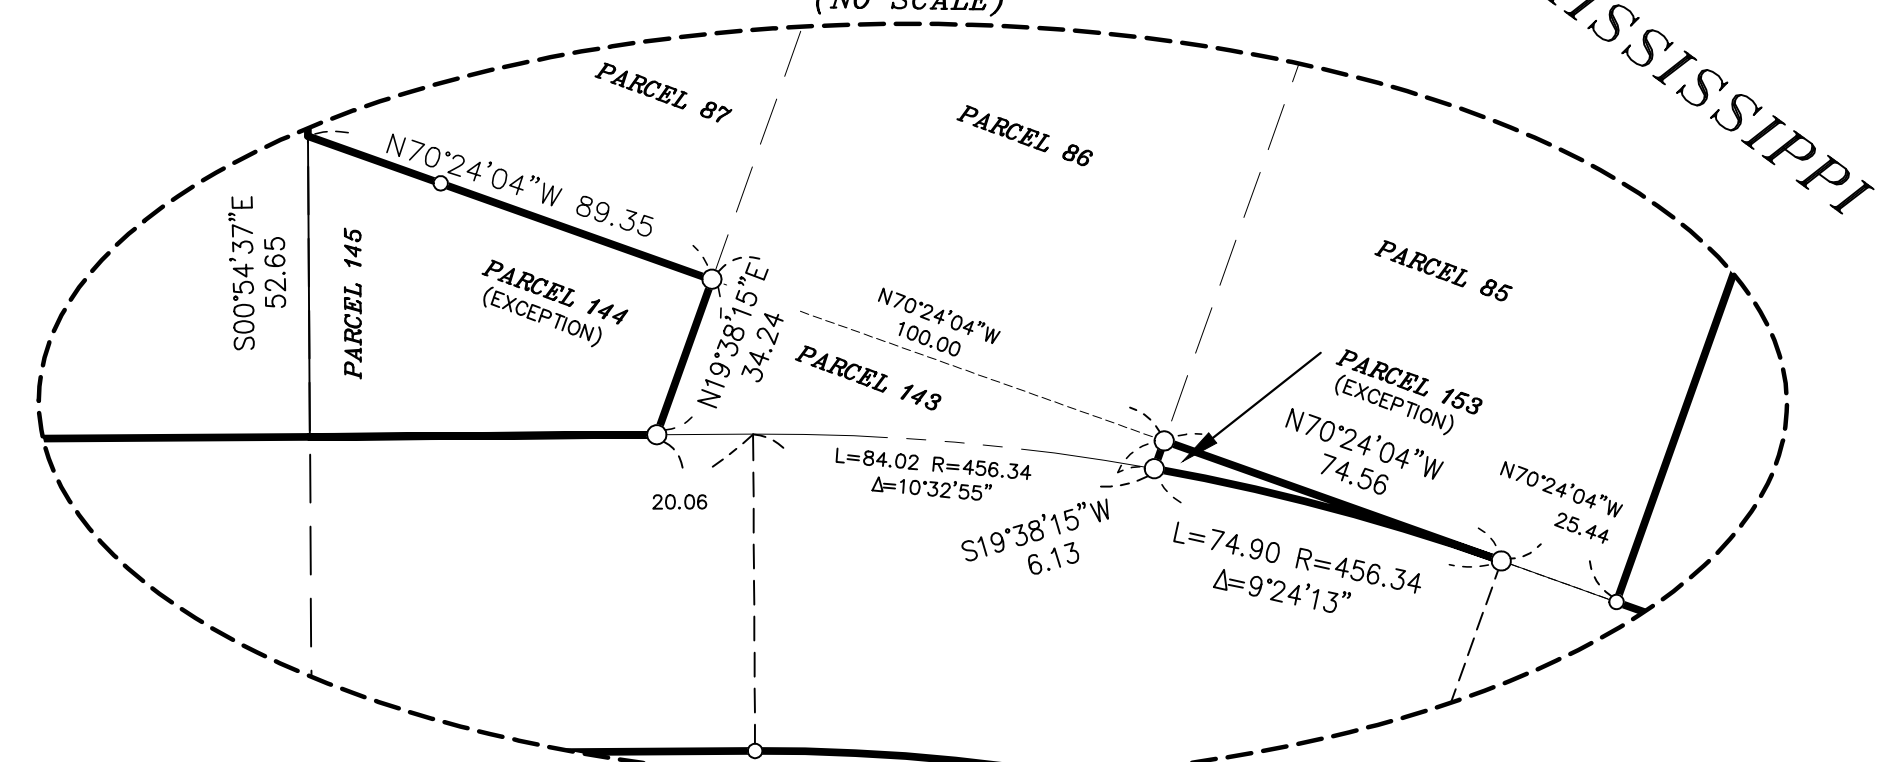 (NO SCALE)
ISSISSIPPI
PARCEL 87
PARCEL 86
PARCEL 85
N70°24'04"W 89.35
S00°54'37"E
52.65
PARCEL 145
PARCEL 144
(EXCEPTION)
N19°38'15"E
34.24
N70°24'04"W
100.00
PARCEL 143
PARCEL 153
(EXCEPTION)
N70°24'04"W
74.56
N70°24'04"W
25.44
L=84.02 R=456.34
Δ=10°32'55"
20.06
S19°38'15"W
6.13
L=74.90 R=456.34
Δ=9°24'13"